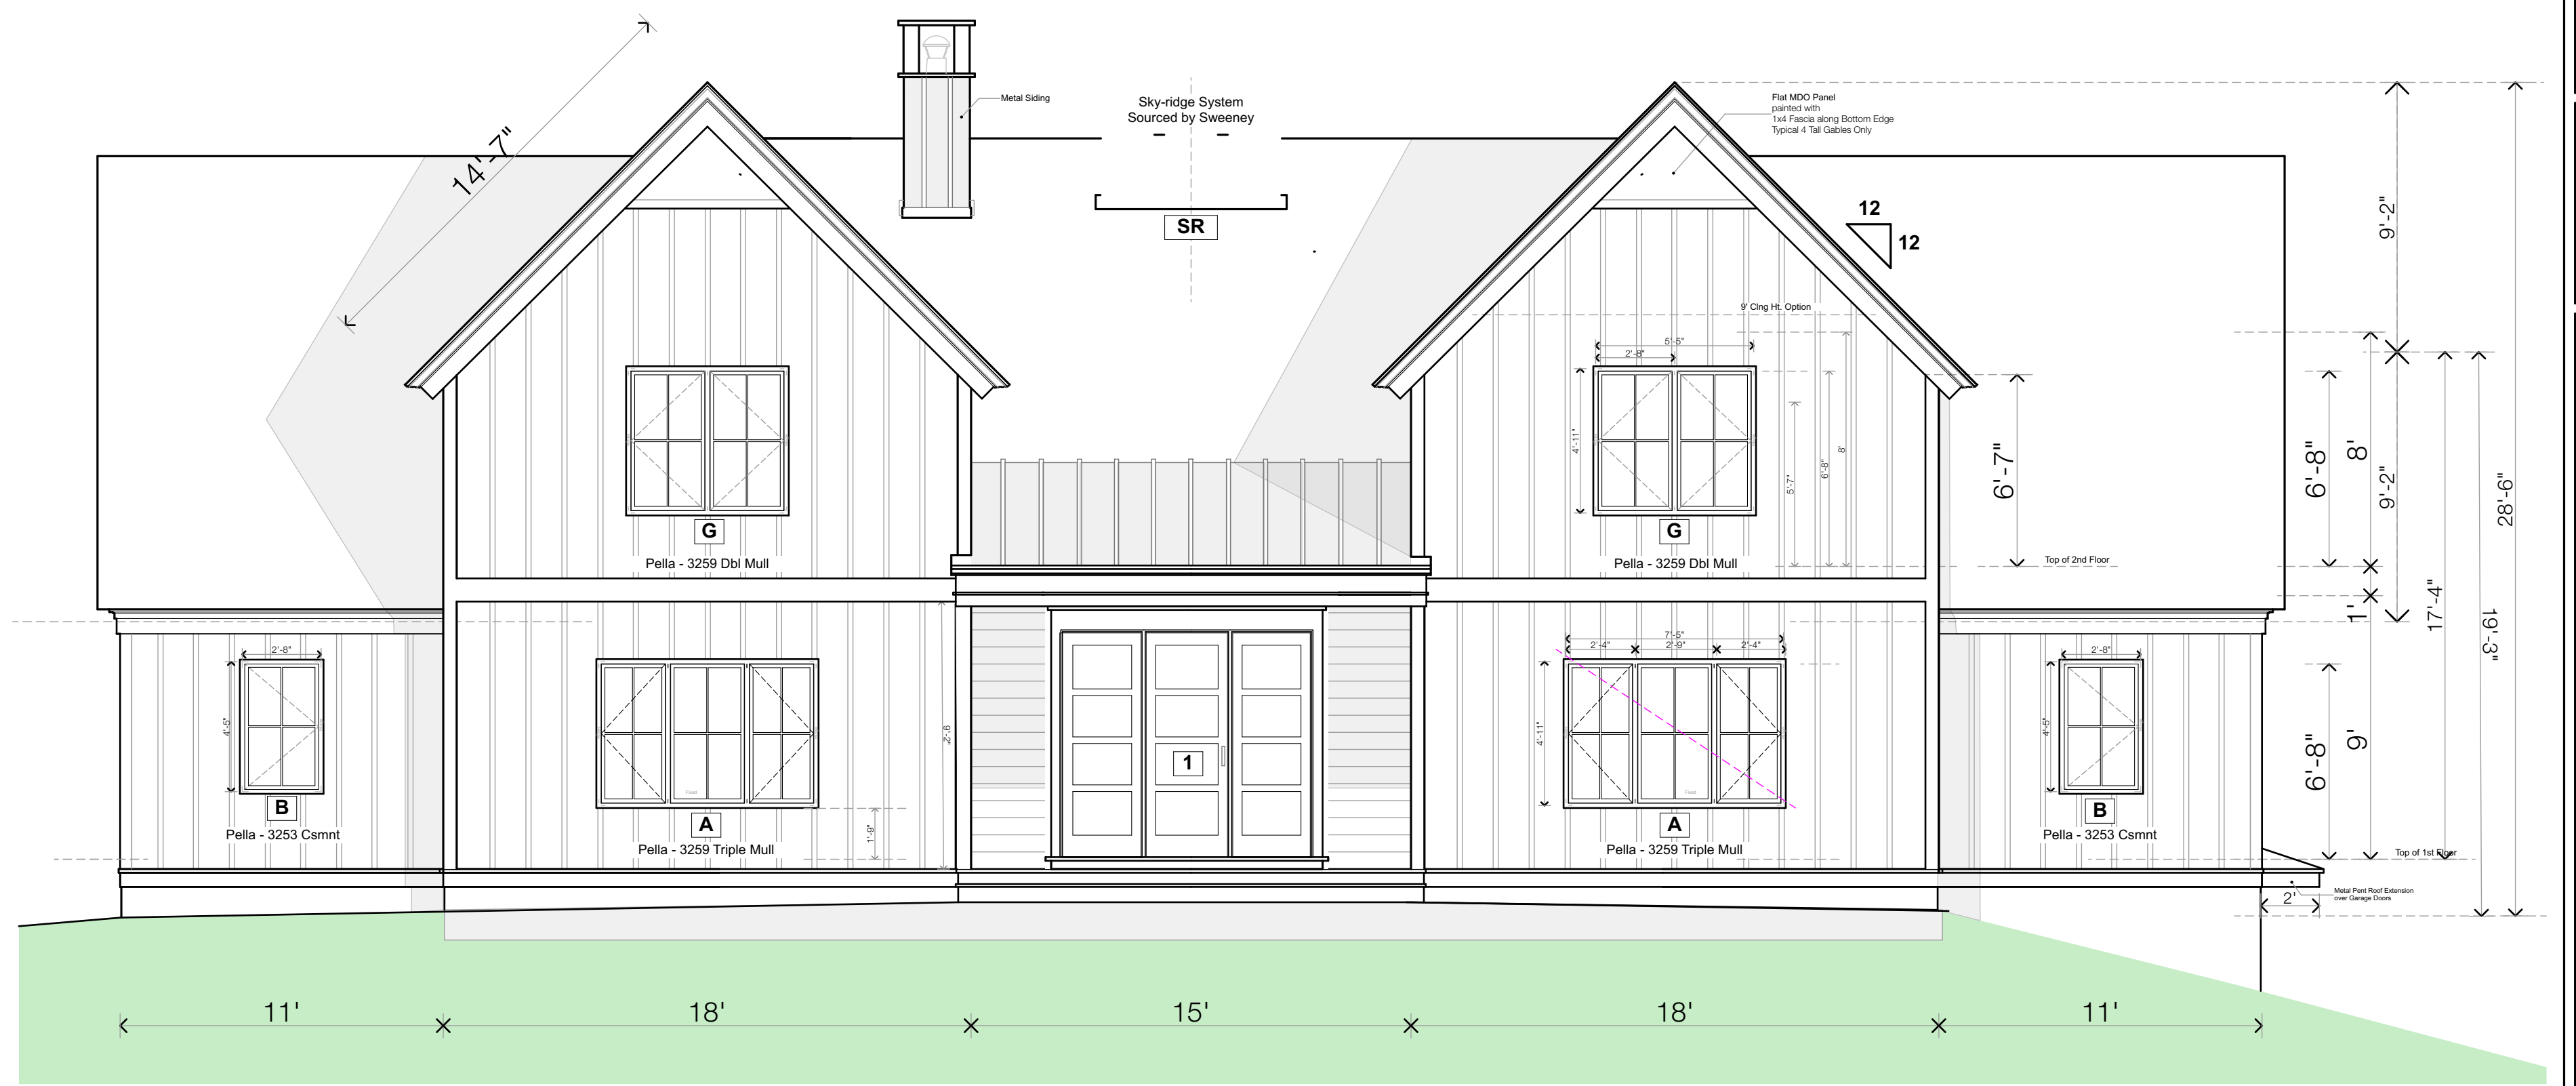 14'-7"
Metal Siding
Sky-ridge System
Sourced by Sweeney
SR
Flat MDO Panel
painted with
1x4 Fascia along Bottom Edge
Typical 4 Tall Gables Only
12
12
9'-2"
9' Clng Ht. Option
5'-5"
2'-8"
4'-11"
5'-7"
6'-8"
8'
6'-7"
6'-8"
8'
9'-2"
28'-9"
G
Pella - 3259 Dbl Mull
G
Pella - 3259 Dbl Mull
Top of 2nd Floor
1'
17'-4"
19'-3"
2'-8"
4'-5"
B
Pella - 3253 Csmnt
Fixed
A
Pella - 3259 Triple Mull
1'-9"
9'-2"
1
7'-5"
2'-4"
2'-9"
2'-4"
4'-11"
Fixed
A
Pella - 3259 Triple Mull
2'-8"
4'-5"
B
Pella - 3253 Csmnt
6'-8"
9'
Top of 1st Floor
Metal Pent Roof Extension
over Garage Doors
2'
11'
18'
15'
18'
11'